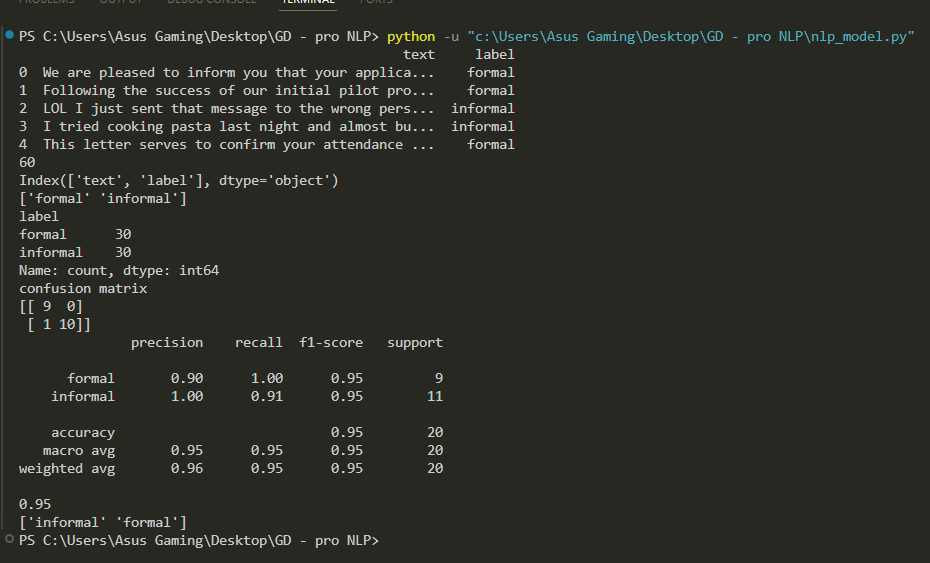 PROBLEMS OUTPUT DEBUG CONSOLE TERMINAL PORTS
PS C:\Users\Asus Gaming\Desktop\GD - pro NLP> python -u "c:\Users\Asus Gaming\Desktop\GD - pro NLP\nlp_model.py"
text label
0 We are pleased to inform you that your applica... formal
1 Following the success of our initial pilot pro... formal
2 LOL I just sent that message to the wrong pers... informal
3 I tried cooking pasta last night and almost bu... informal
4 This letter serves to confirm your attendance ... formal
60
Index(['text', 'label'], dtype='object')
['formal' 'informal']
label
formal 30
informal 30
Name: count, dtype: int64
confusion matrix
[[ 9 0]
[ 1 10]]
precision recall f1-score support
formal 0.90 1.00 0.95 9
informal 1.00 0.91 0.95 11
accuracy 0.95 20
macro avg 0.95 0.95 0.95 20
weighted avg 0.96 0.95 0.95 20
0.95
['informal' 'formal']
PS C:\Users\Asus Gaming\Desktop\GD - pro NLP>